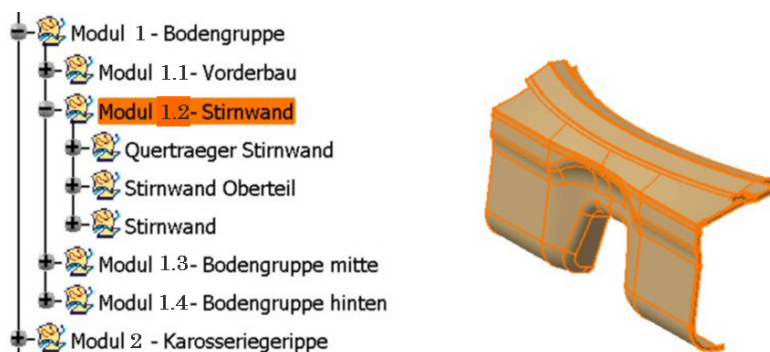 Modul 1 - Bodengruppe
Modul 1.1 - Vorderbau
Modul 1.2 - Stirnwand
Quertraeger Stirnwand
Stirnwand Oberteil
Stirnwand
Modul 1.3 - Bodengruppe mitte
Modul 1.4 - Bodengruppe hinten
Modul 2 - Karosseriegerippe